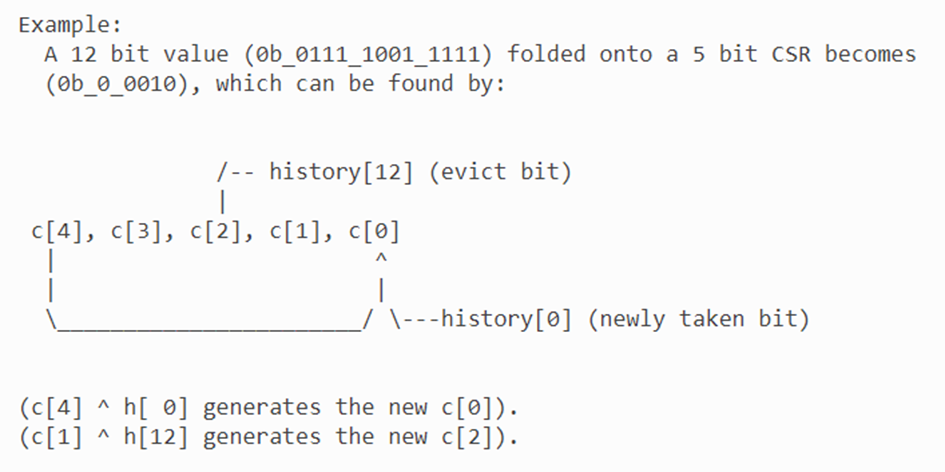 Example:
A 12 bit value (0b_0111_1001_1111) folded onto a 5 bit CSR becomes
(0b_0_0010), which can be found by:
/-- history[12] (evict bit)
|
c[4], c[3], c[2], c[1], c[0]
| ^
| |
\_______________________/ \---history[0] (newly taken bit)
(c[4] ^ h[ 0] generates the new c[0]).
(c[1] ^ h[12] generates the new c[2]).